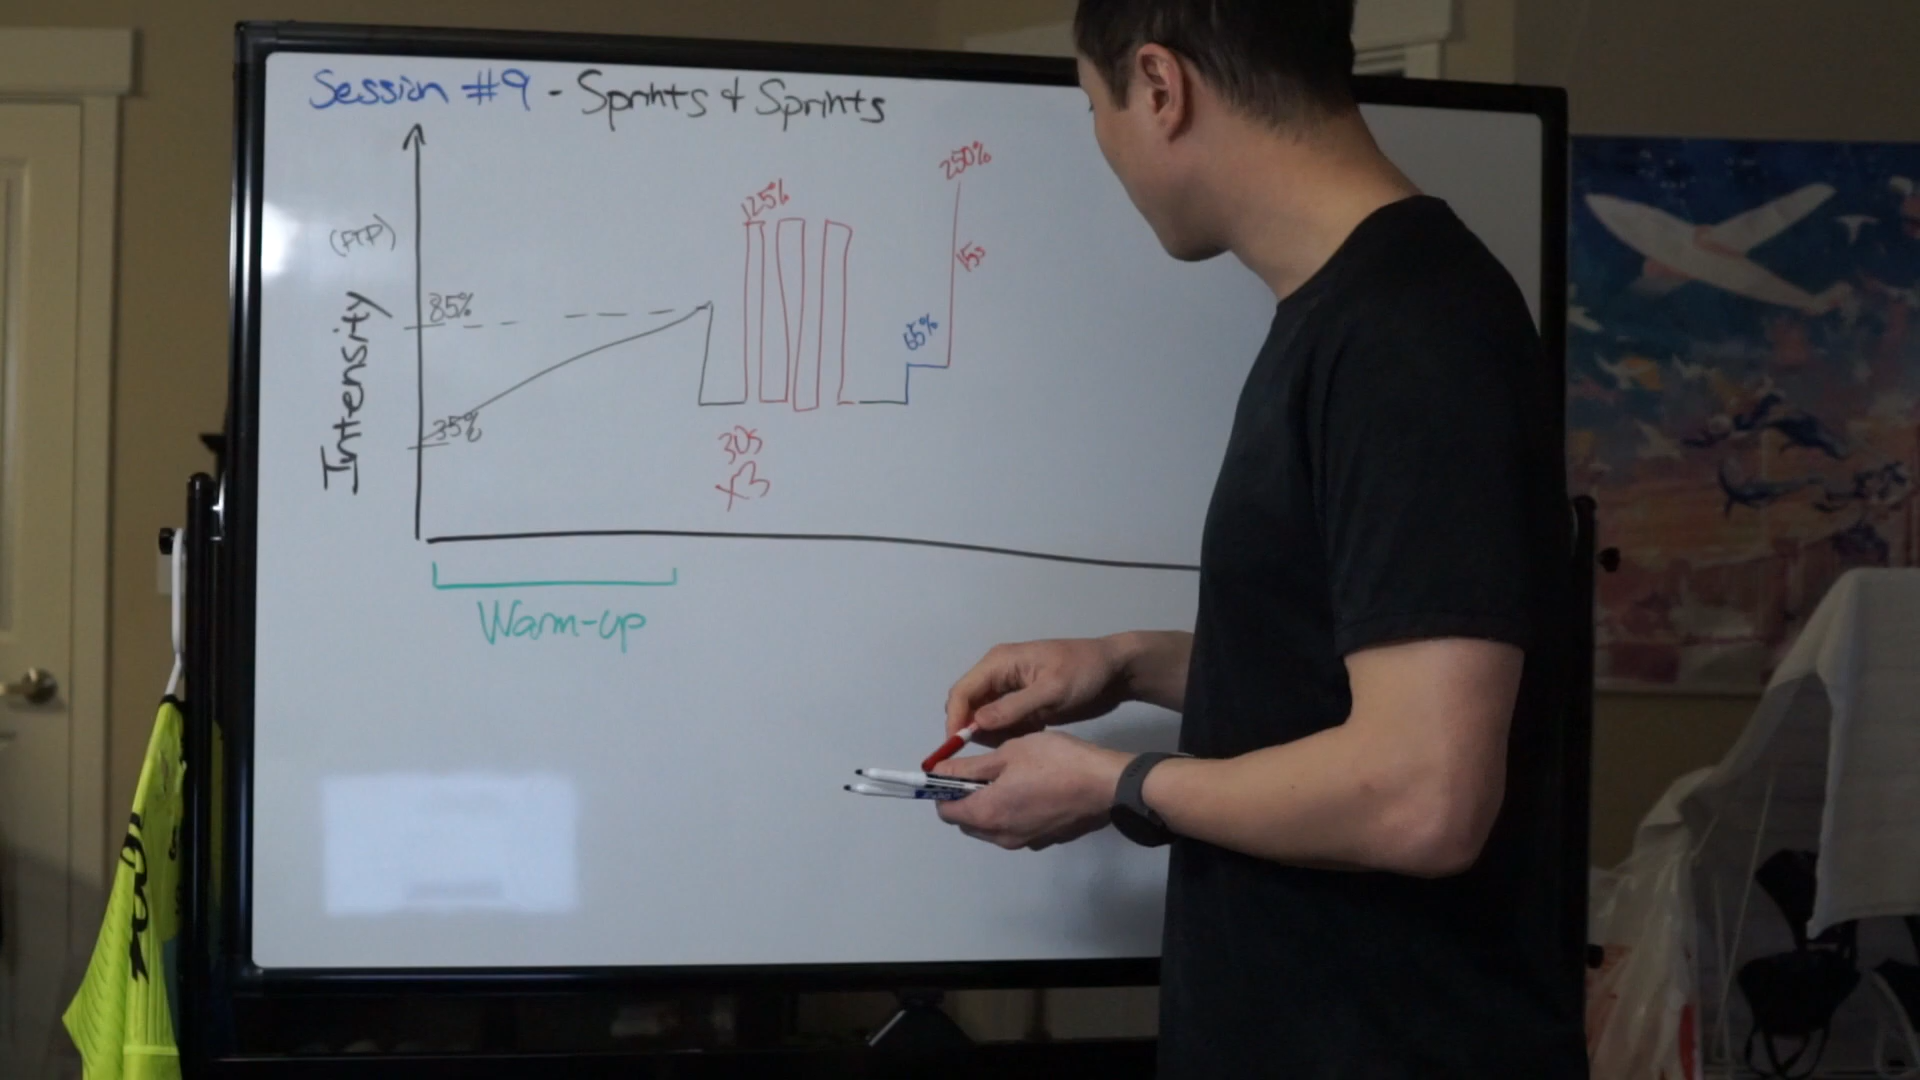 Session #9 - Sprints & Sprints
250%
125%
(FTP)
15s
85%
65%
Intensity
35%
30s
x3
Warm-up